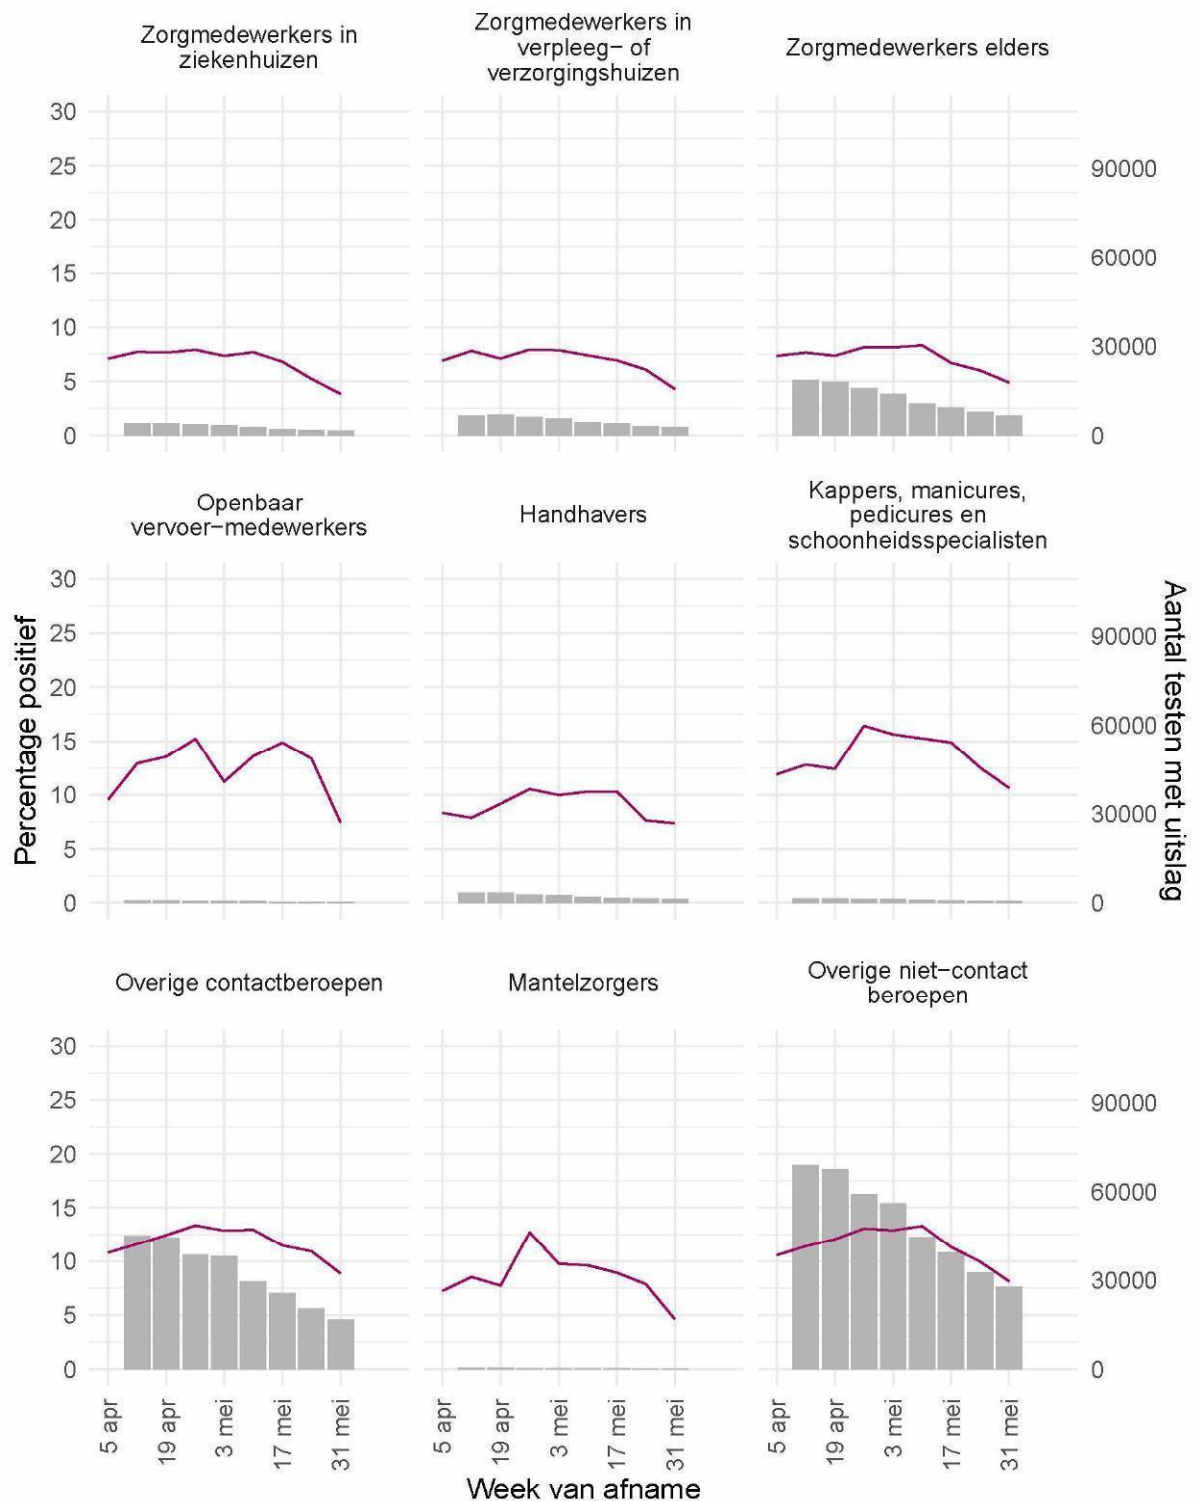 Zorgmedewerkers in
ziekenhuizen
Zorgmedewerkers in
verpleeg- of
verzorgingshuizen
Zorgmedewerkers elders
30
25
20
15
10
5
0
90000
60000
30000
0
Openbaar
vervoer-medewerkers
Handhavers
Kappers, manicures,
pedicures en
schoonheidsspecialisten
Percentage positief
30
25
20
15
10
5
0
90000
60000
30000
0
Aantal testen met uitslag
Overige contactberoepen
Mantelzorgers
Overige niet-contact
beroepen
30
25
20
15
10
5
0
90000
60000
30000
0
5 apr
19 apr
3 mei
17 mei
31 mei
5 apr
19 apr
3 mei
17 mei
31 mei
5 apr
19 apr
3 mei
17 mei
31 mei
Week van afname